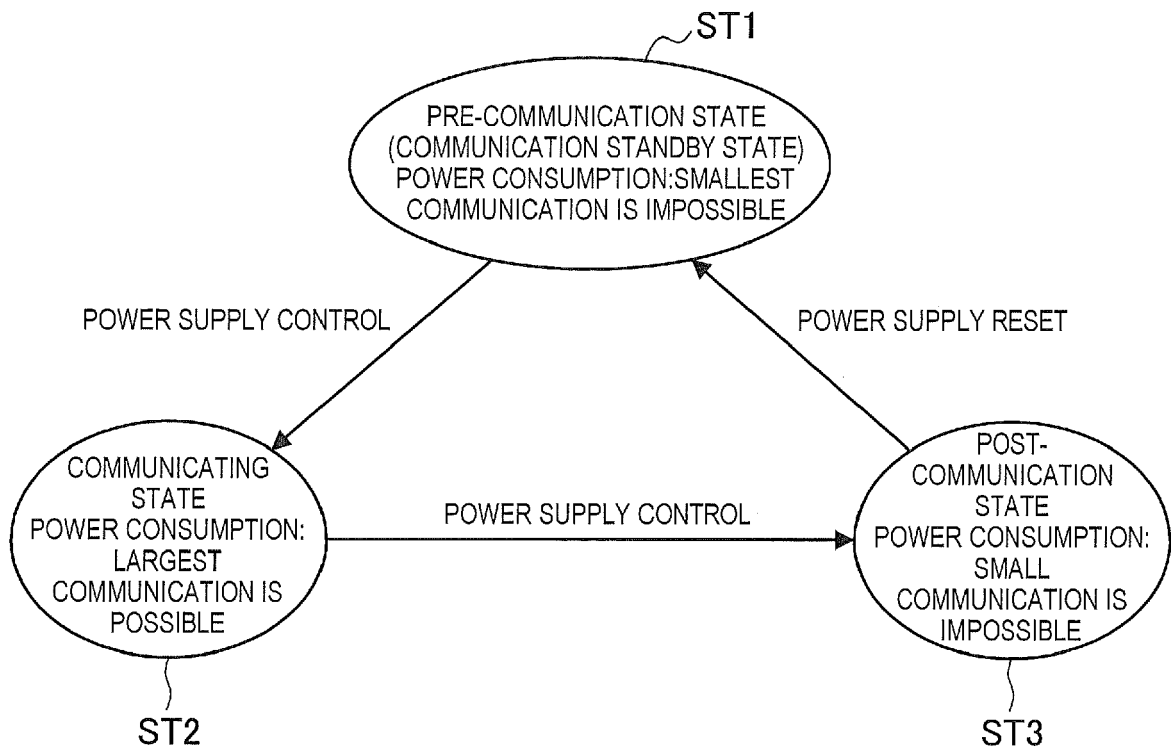 ST1
PRE-COMMUNICATION STATE
(COMMUNICATION STANDBY STATE)
POWER CONSUMPTION:SMALLEST
COMMUNICATION IS IMPOSSIBLE
POWER SUPPLY CONTROL
POWER SUPPLY RESET
COMMUNICATING
STATE
POWER CONSUMPTION:
LARGEST
COMMUNICATION IS
POSSIBLE
POWER SUPPLY CONTROL
POST-
COMMUNICATION
STATE
POWER CONSUMPTION:
SMALL
COMMUNICATION IS
IMPOSSIBLE
ST2
ST3